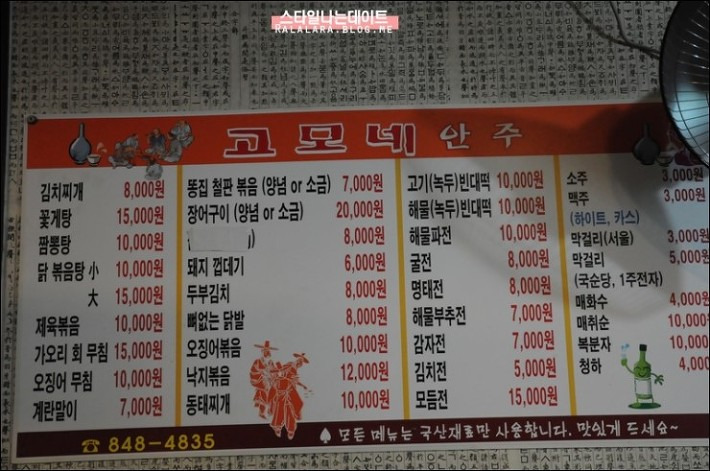 스타일나는데이트
RALALARA.BLOG.ME
고모네 안주
김치찌개 8,000원
꽃게탕 15,000원
짬뽕탕 10,000원
닭 볶음탕 小 10,000원
大 15,000원
제육볶음 10,000원
가오리 회 무침 15,000원
오징어 무침 10,000원
계란말이 7,000원
똥집 철판 볶음 (양념 or 소금) 7,000원
장어구이 (양념 or 소금) 20,000원
) 8,000원
돼지 껍데기 6,000원
두부김치 8,000원
뼈없는 닭발 8,000원
오징어볶음 10,000원
낙지볶음 12,000원
동태찌개 10,000원
고기(녹두)빈대떡 10,000원
해물(녹두)빈대떡 10,000원
해물파전 8,000원
굴전 8,000원
명태전 8,000원
해물부추전 7,000원
감자전 7,000원
김치전 5,000원
모듬전 15,000원
소주 3,000원
맥주 3,000원
(하이트, 카스)
막걸리(서울) 3,000원
막걸리 5,000원
(국순당, 1주전자)
매화수 4,000원
매취순
복분자
청하 4,000
☎ 848-4835
♠ 모든 메뉴는 국산재료만 사용합니다. 맛있게 드세요~